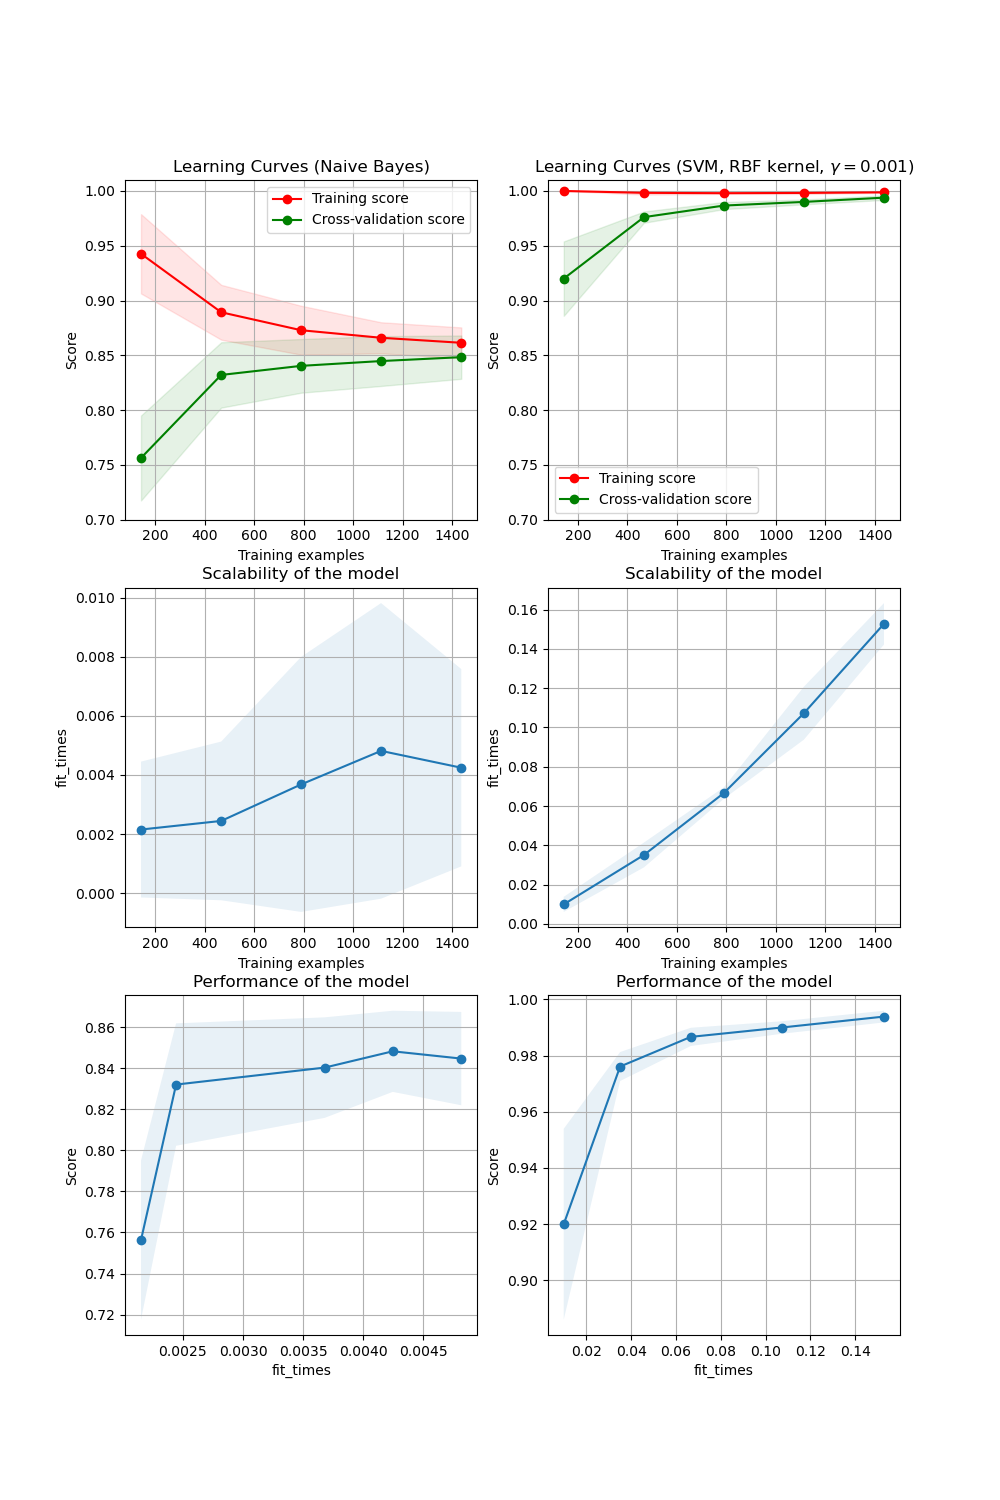 Learning Curves (Naive Bayes)
1.00
0.95
0.90
0.85
0.80
0.75
0.70
Score
Training score
Cross-validation score
200 400 600 800 1000 1200 1400
Training examples
Learning Curves (SVM, RBF kernel, γ = 0.001)
1.00
0.95
0.90
0.85
0.80
0.75
0.70
Score
Training score
Cross-validation score
200 400 600 800 1000 1200 1400
Training examples
Scalability of the model
0.010
0.008
0.006
0.004
0.002
0.000
fit_times
200 400 600 800 1000 1200 1400
Training examples
Scalability of the model
0.16
0.14
0.12
0.10
0.08
0.06
0.04
0.02
0.00
fit_times
200 400 600 800 1000 1200 1400
Training examples
Performance of the model
0.86
0.84
0.82
0.80
0.78
0.76
0.74
0.72
Score
0.0025 0.0030 0.0035 0.0040 0.0045
fit_times
Performance of the model
1.00
0.98
0.96
0.94
0.92
0.90
Score
0.02 0.04 0.06 0.08 0.10 0.12 0.14
fit_times